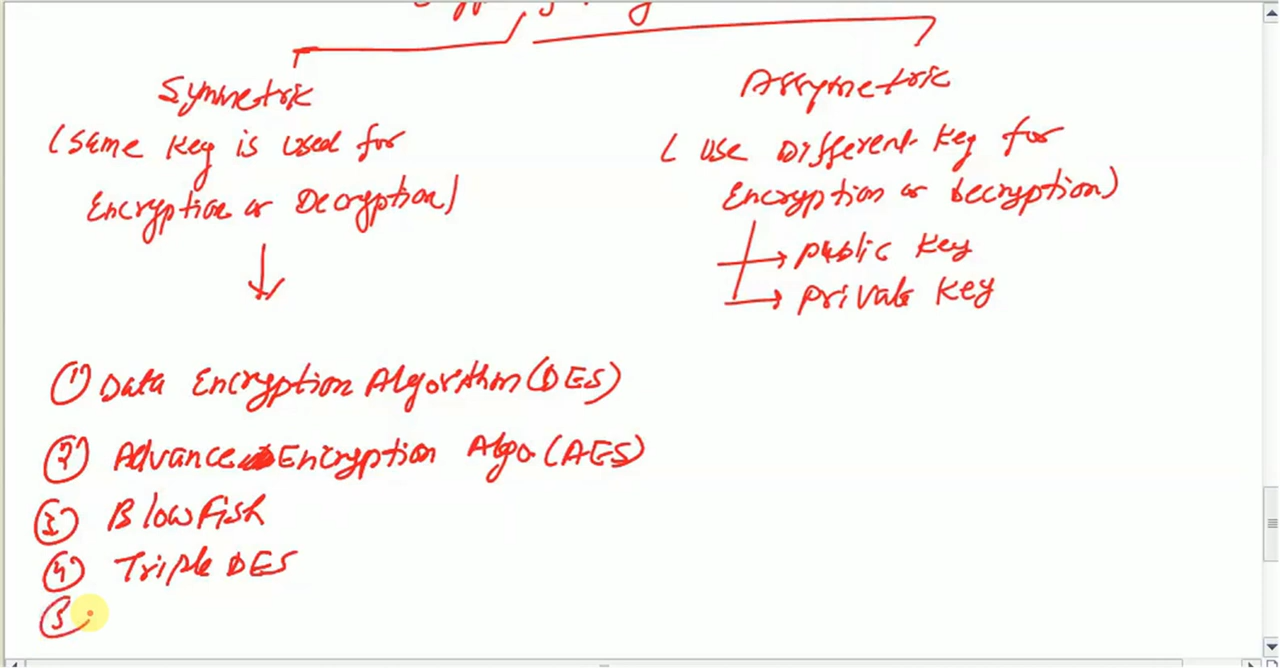 Symmetric
Assymetric
(Same Key is used for
Encryption or Decryption)
( Use Different Key for
Encryption or Decryption)
→ public Key
→ private Key
① Data Encryption Algorithm (DES)
② Advance Encryption Algo (AES)
③ BlowFish
④ Triple DES
⑤